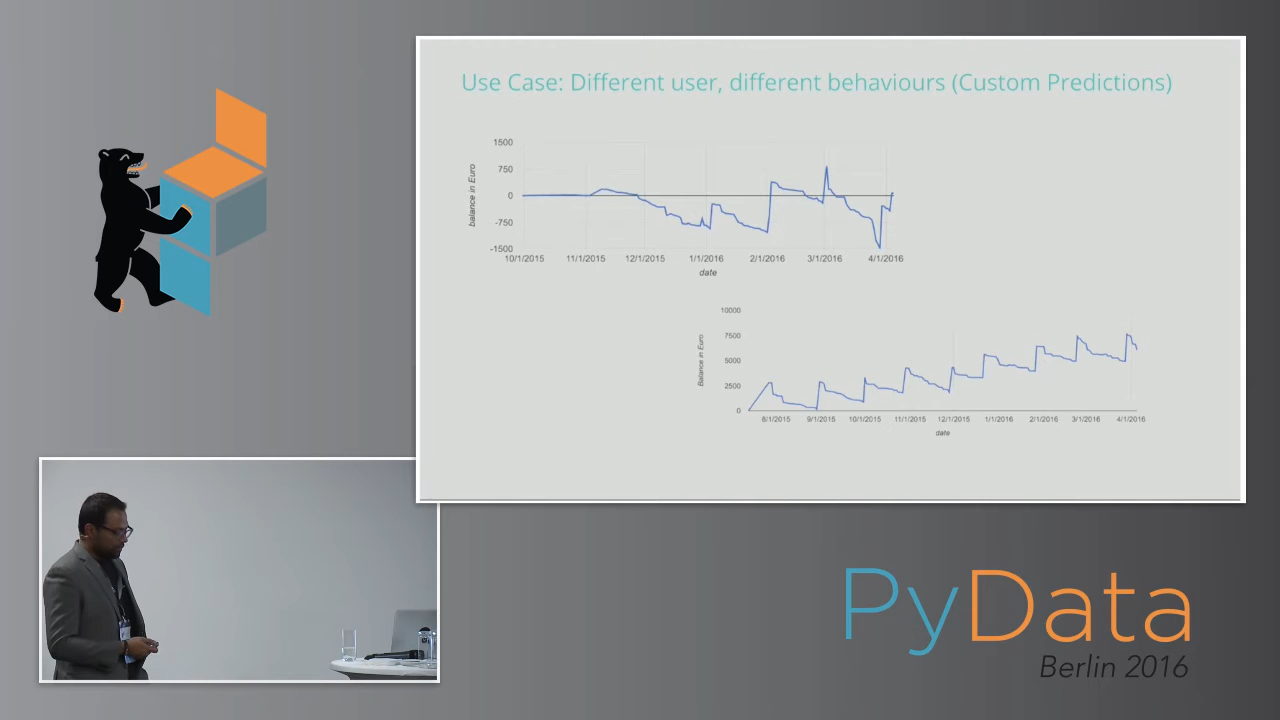 Use Case: Different user, different behaviours (Custom Predictions)
1500
750
0
-750
-1500
balance in Euro
10/1/2015 11/1/2015 12/1/2015 1/1/2016 2/1/2016 3/1/2016 4/1/2016
date
10000
7500
5000
2500
0
Balance in Euro
8/1/2015 9/1/2015 10/1/2015 11/1/2015 12/1/2015 1/1/2016 2/1/2016 3/1/2016 4/1/2016
date
PyData
Berlin 2016